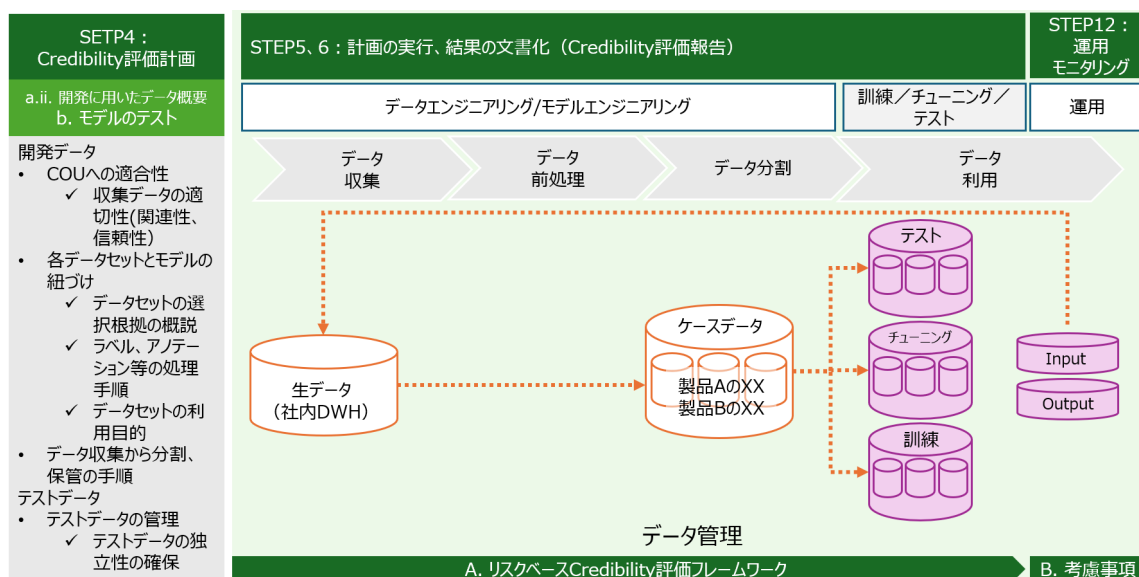 SETP4：
Credibility評価計画
a.ii. 開発に用いたデータ概要
b. モデルのテスト
開発データ
• COUへの適合性
✓ 収集データの適
切性(関連性、
信頼性)
• 各データセットとモデルの
紐づけ
✓ データセットの選
択根拠の概説
✓ ラベル、アノテー
ション等の処理
手順
✓ データセットの利
用目的
• データ収集から分割、
保管の手順
テストデータ
• テストデータの管理
✓ テストデータの独
立性の確保
STEP5、6：計画の実行、結果の文書化（Credibility評価報告）
STEP12：
運用
モニタリング
データエンジニアリング/モデルエンジニアリング
訓練／チューニング／
テスト
運用
データ
収集
データ
前処理
データ分割
データ
利用
生データ
（社内DWH）
ケースデータ
製品AのXX
製品BのXX
テスト
チューニング
訓練
Input
Output
データ管理
A. リスクベースCredibility評価フレームワーク
B. 考慮事項